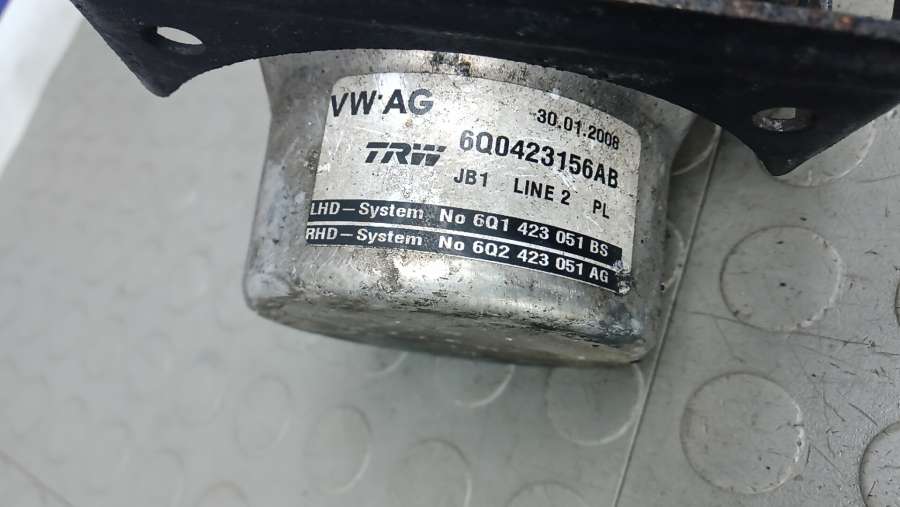 VW·AG
30.01.2008
TRW 6Q0423156AB
JB1 LINE 2 PL
LHD-System No 6Q1 423 051 BS
RHD-System No 6Q2 423 051 AG